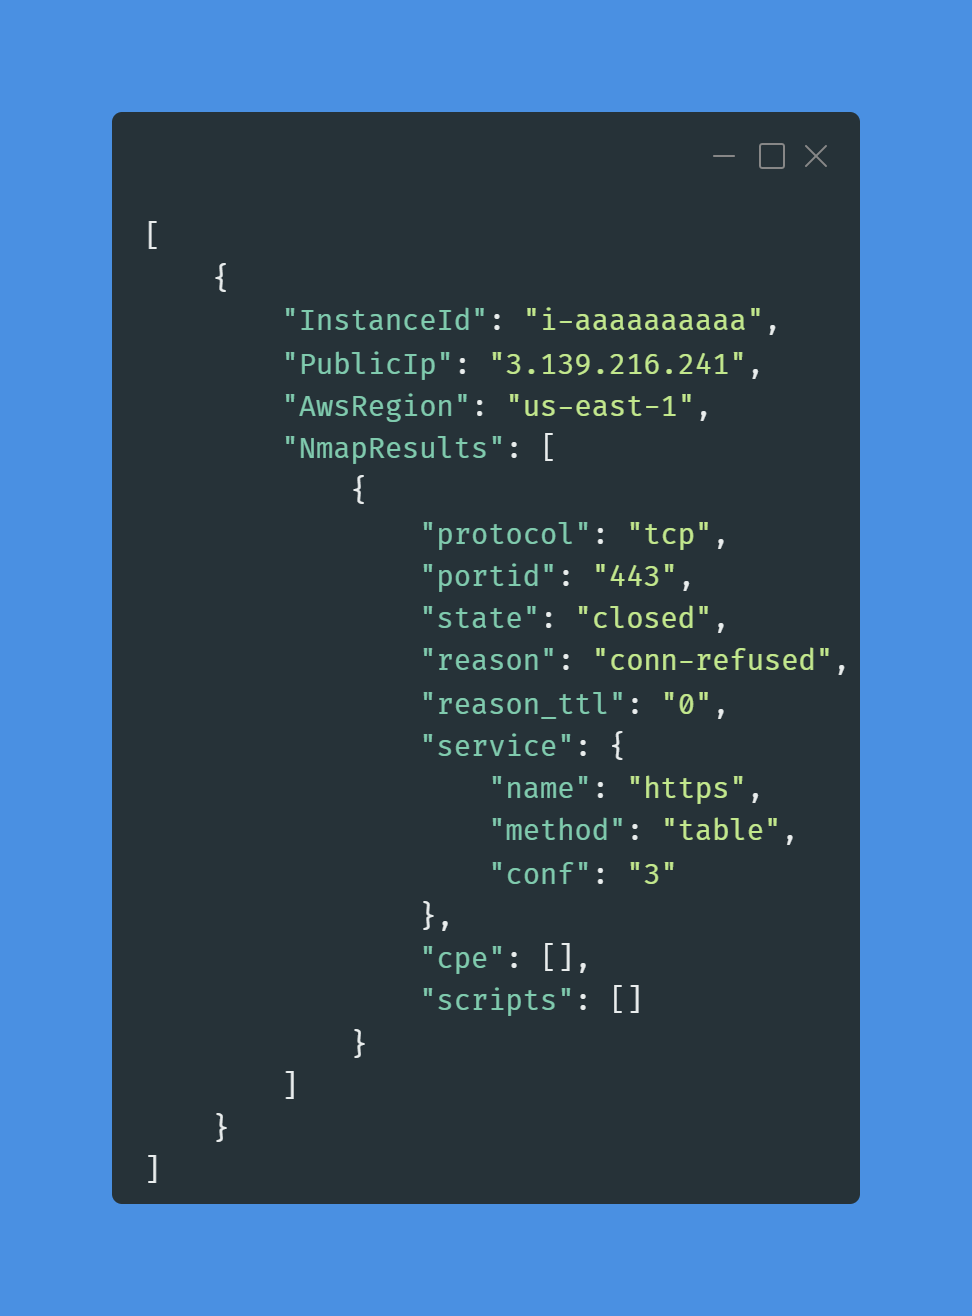 [
    {
        "InstanceId": "i-aaaaaaaaaa",
        "PublicIp": "3.139.216.241",
        "AwsRegion": "us-east-1",
        "NmapResults": [
            {
                "protocol": "tcp",
                "portid": "443",
                "state": "closed",
                "reason": "conn-refused",
                "reason_ttl": "0",
                "service": {
                    "name": "https",
                    "method": "table",
                    "conf": "3"
                },
                "cpe": [],
                "scripts": []
            }
        ]
    }
]